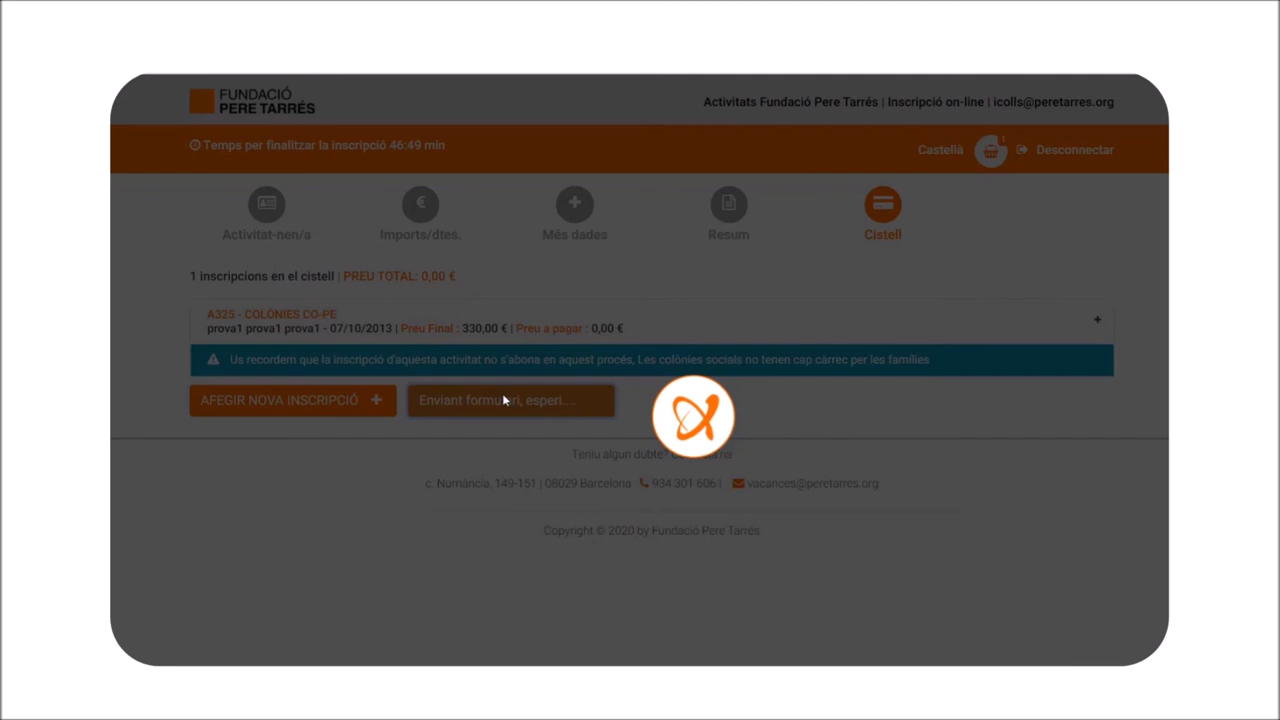 FUNDACIÓ
PERE TARRÉS
Activitats Fundació Pere Tarrés | Inscripció on-line | icolls@peretarres.org
Temps per finalitzar la inscripció 46:49 min
Castellà
1
Desconnectar
Activitat-nen/a
Imports/dtes.
Més dades
Resum
Cistell
1 inscripcions en el cistell | PREU TOTAL: 0,00 €
A325 - COLÒNIES CO-PE
prova1 prova1 prova1 - 07/10/2013 | Preu Final : 330,00 € | Preu a pagar : 0,00 €
Us recordem que la inscripció d'aquesta activitat no s'abona en aquest procés, Les colònies socials no tenen cap càrrec per les famílies
AFEGIR NOVA INSCRIPCIÓ +
Enviant formulari, esperi....
Teniu algun dubte?
c. Numància, 149-151 | 08029 Barcelona 934 301 606 | vacances@peretarres.org
Copyright © 2020 by Fundació Pere Tarrés